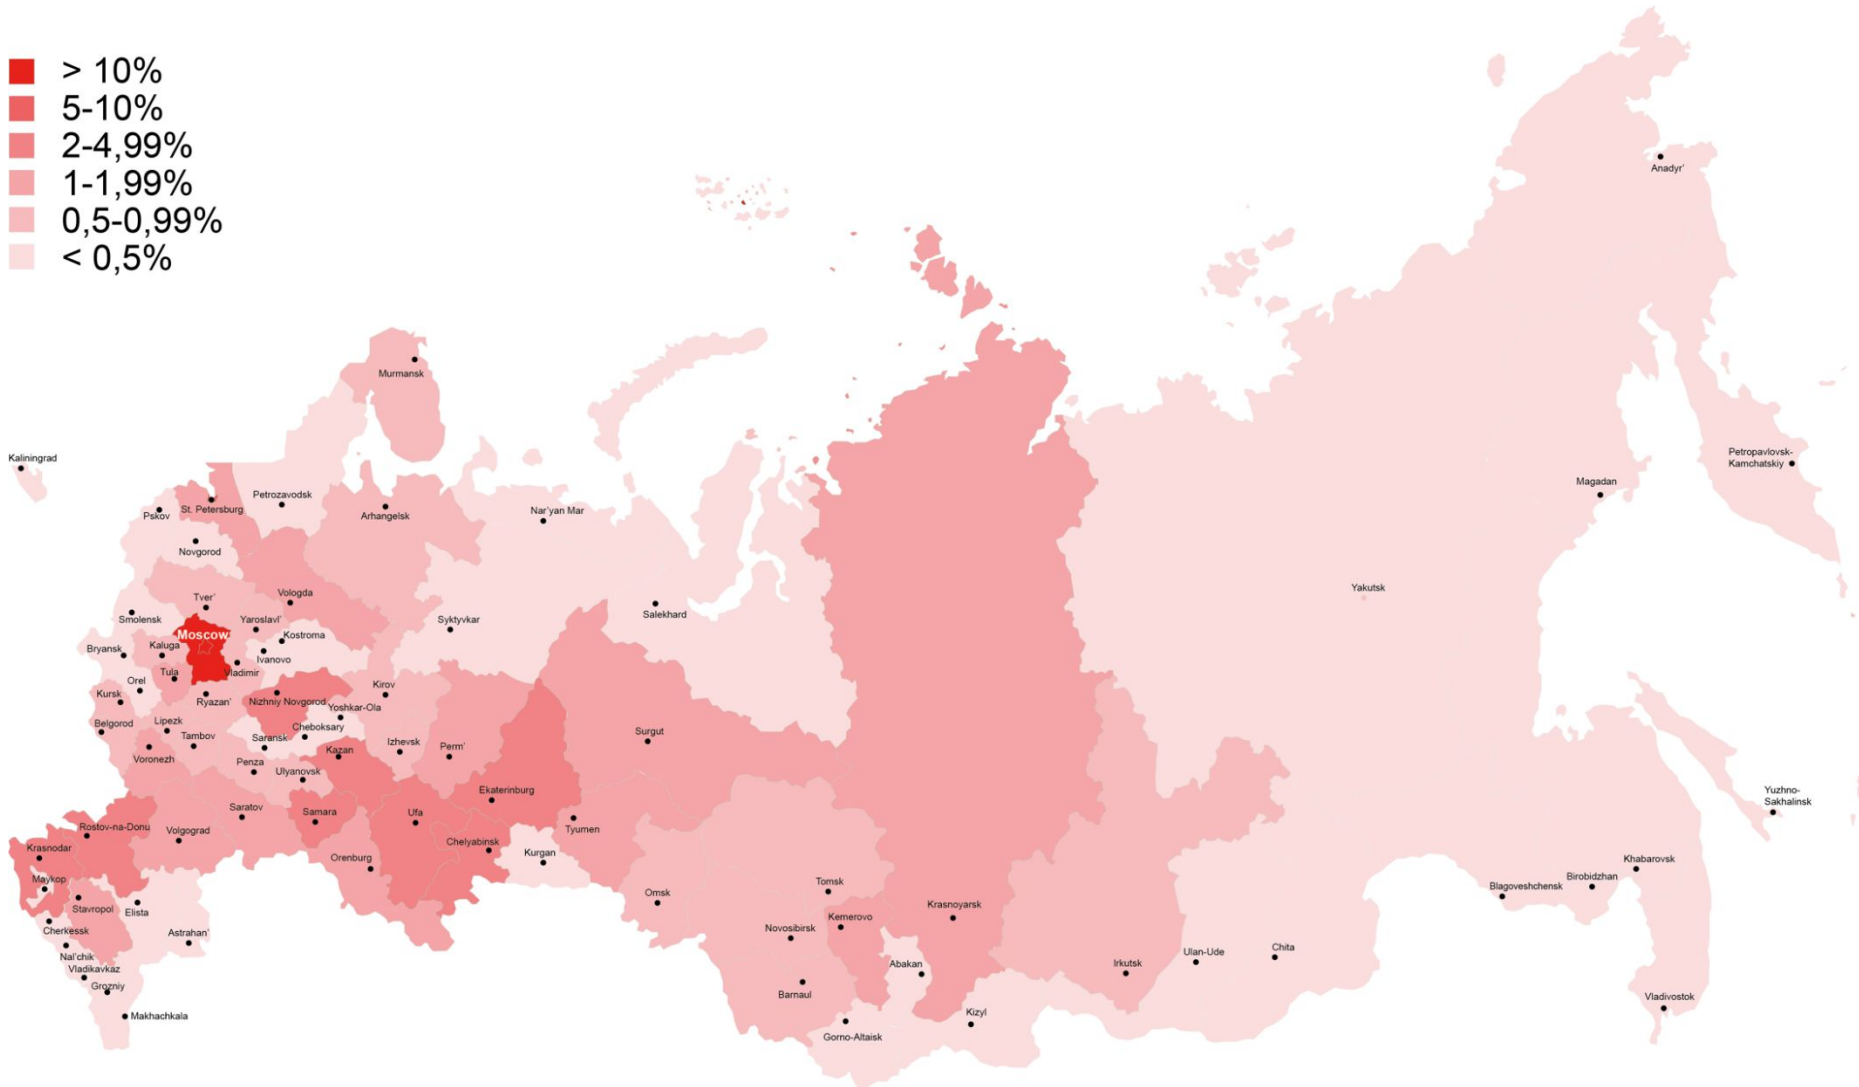 > 10%
5-10%
2-4,99%
1-1,99%
0,5-0,99%
< 0,5%
Anadyr'
Murmansk
Kaliningrad
Petropavlovsk-
Kamchatskiy
Magadan
Petrozavodsk
St. Petersburg
Pskov
Arhangelsk
Nar'yan Mar
Novgorod
Yakutsk
Vologda
Tver'
Salekhard
Smolensk
Yaroslavl'
Syktyvkar
Moscow
Kostroma
Bryansk
Kaluga
Ivanovo
Tula
Vladimir
Orel
Kirov
Kursk
Ryazan'
Nizhniy Novgorod
Yoshkar-Ola
Belgorod
Lipezk
Cheboksary
Tambov
Saransk
Izhevsk
Perm'
Surgut
Kazan
Voronezh
Penza
Ulyanovsk
Ekaterinburg
Yuzhno-
Sakhalinsk
Saratov
Samara
Ufa
Rostov-na-Donu
Volgograd
Tyumen
Chelyabinsk
Krasnodar
Orenburg
Kurgan
Khabarovsk
Maykop
Birobidzhan
Blagoveshchensk
Omsk
Tomsk
Stavropol
Elista
Krasnoyarsk
Kemerovo
Cherkessk
Astrahan'
Novosibirsk
Ulan-Ude
Chita
Nal'chik
Abakan
Irkutsk
Vladikavkaz
Grozniy
Barnaul
Vladivostok
Makhachkala
Kizyl
Gorno-Altaisk